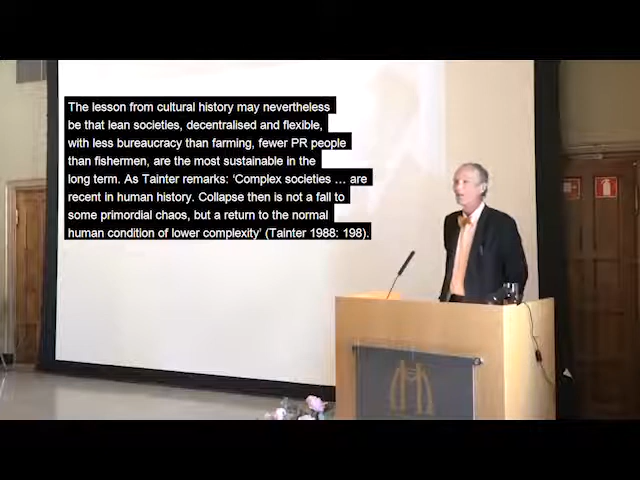 The lesson from cultural history may nevertheless
be that lean societies, decentralised and flexible,
with less bureaucracy than farming, fewer PR people
than fishermen, are the most sustainable in the
long term. As Tainter remarks: ‘Complex societies … are
recent in human history. Collapse then is not a fall to
some primordial chaos, but a return to the normal
human condition of lower complexity’ (Tainter 1988: 198).